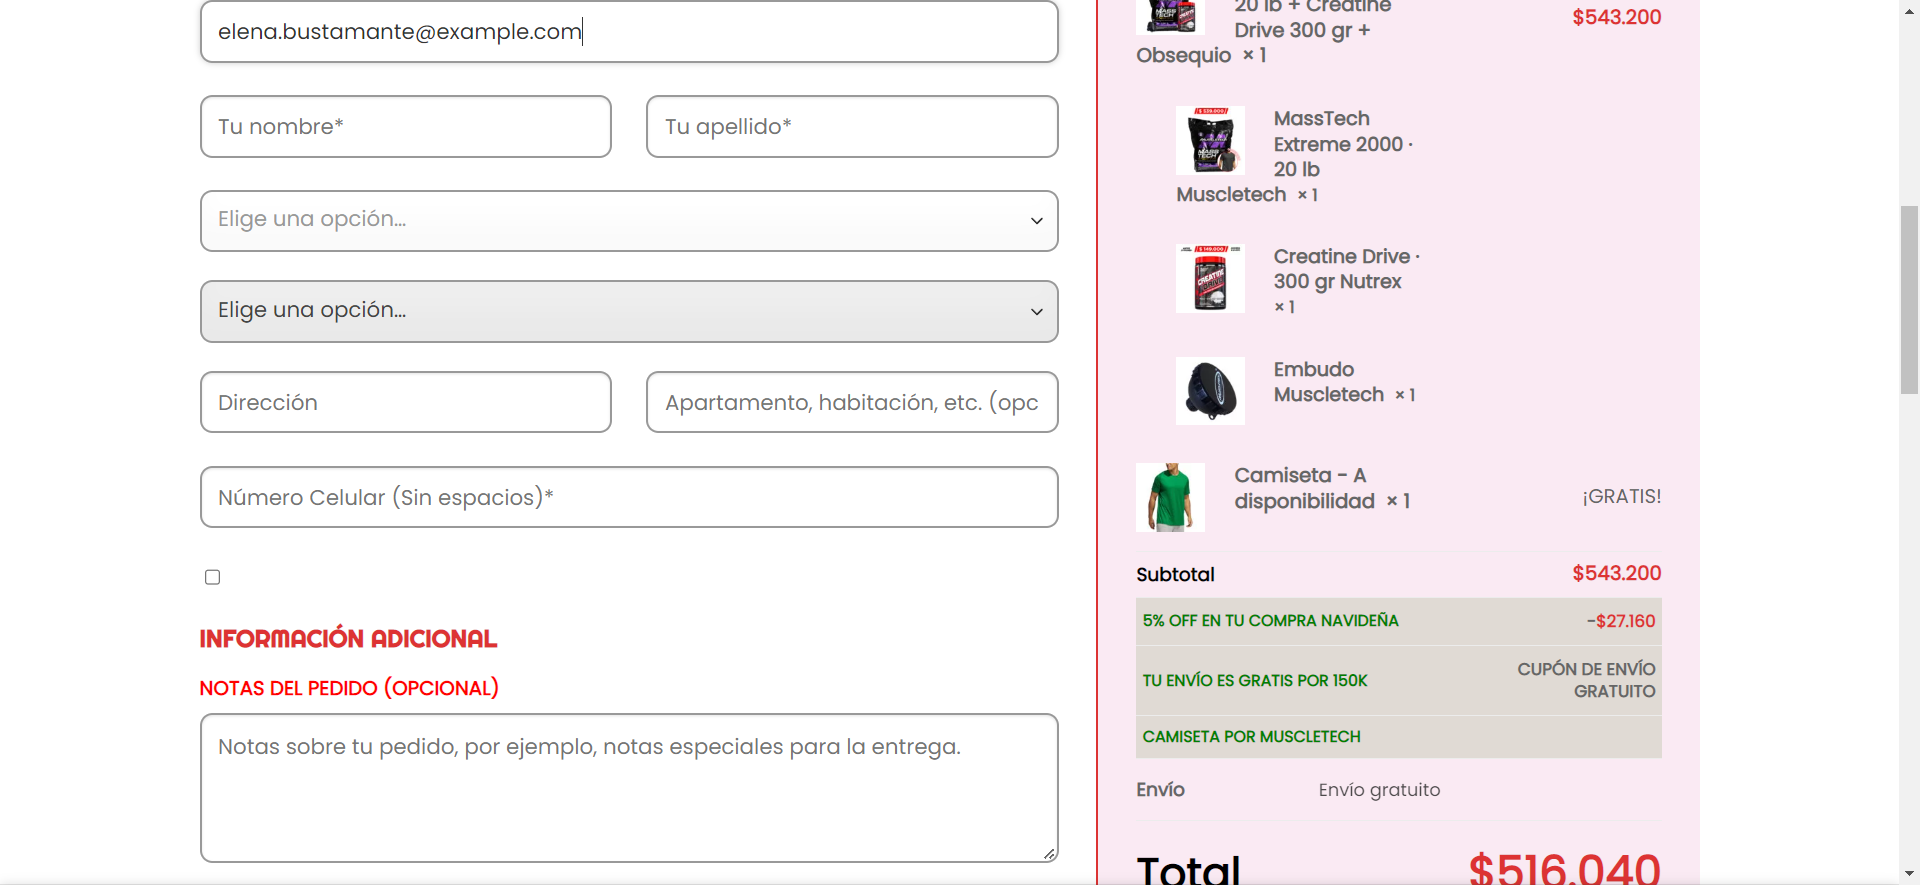 elena.bustamante@example.com
Tu nombre*
Tu apellido*
Elige una opción...
Elige una opción...
Dirección
Apartamento, habitación, etc. (opc
Número Celular (Sin espacios)*
INFORMACIÓN ADICIONAL
NOTAS DEL PEDIDO (OPCIONAL)
Notas sobre tu pedido, por ejemplo, notas especiales para la entrega.
20 lb + Creatine
Drive 300 gr +
Obsequio × 1
$543.200
MassTech
Extreme 2000 ·
20 lb
Muscletech × 1
Creatine Drive ·
300 gr Nutrex
× 1
Embudo
Muscletech × 1
Camiseta - A
disponibilidad × 1
¡GRATIS!
Subtotal
$543.200
5% OFF EN TU COMPRA NAVIDEÑA
-$27.160
TU ENVÍO ES GRATIS POR 150K
CUPÓN DE ENVÍO
GRATUITO
CAMISETA POR MUSCLETECH
Envío
Envío gratuito
Total
$516.040